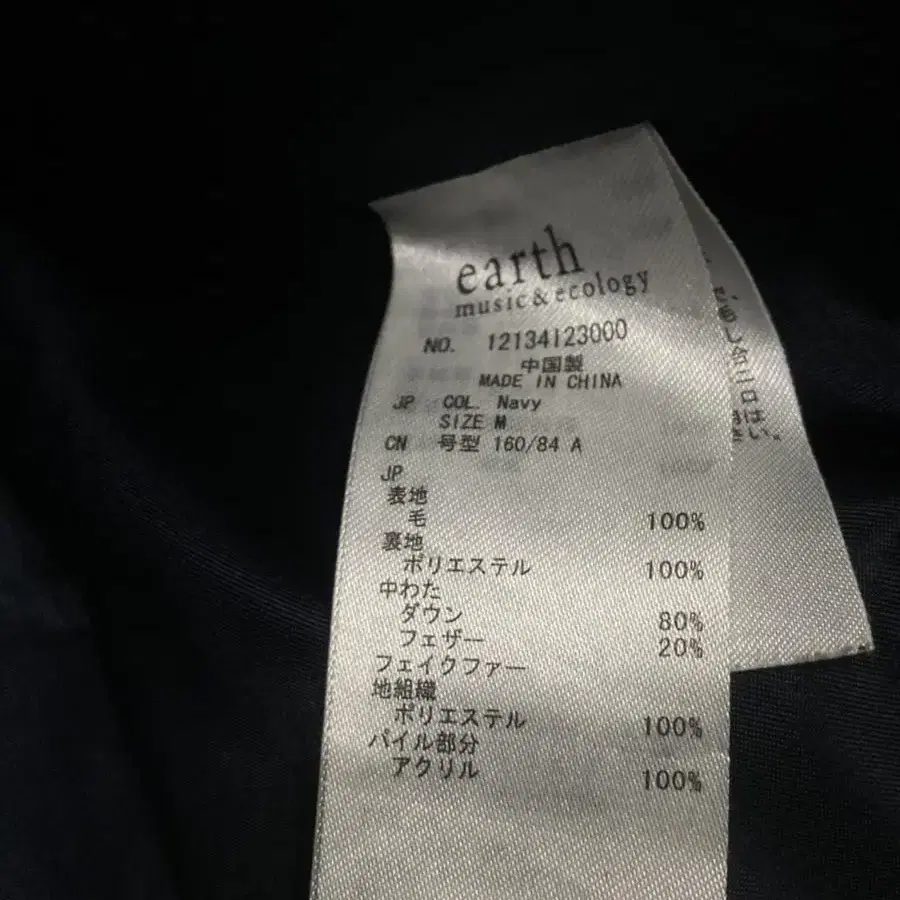 earth
music&ecology
NO. 12134123000
中国製
MADE IN CHINA
JP COL. Navy
SIZE M
CN 号型 160/84 A
JP
表地
毛 100%
裏地
ポリエステル 100%
中わた
ダウン 80%
フェザー 20%
フェイクファー
地組織
ポリエステル 100%
パイル部分
アクリル 100%